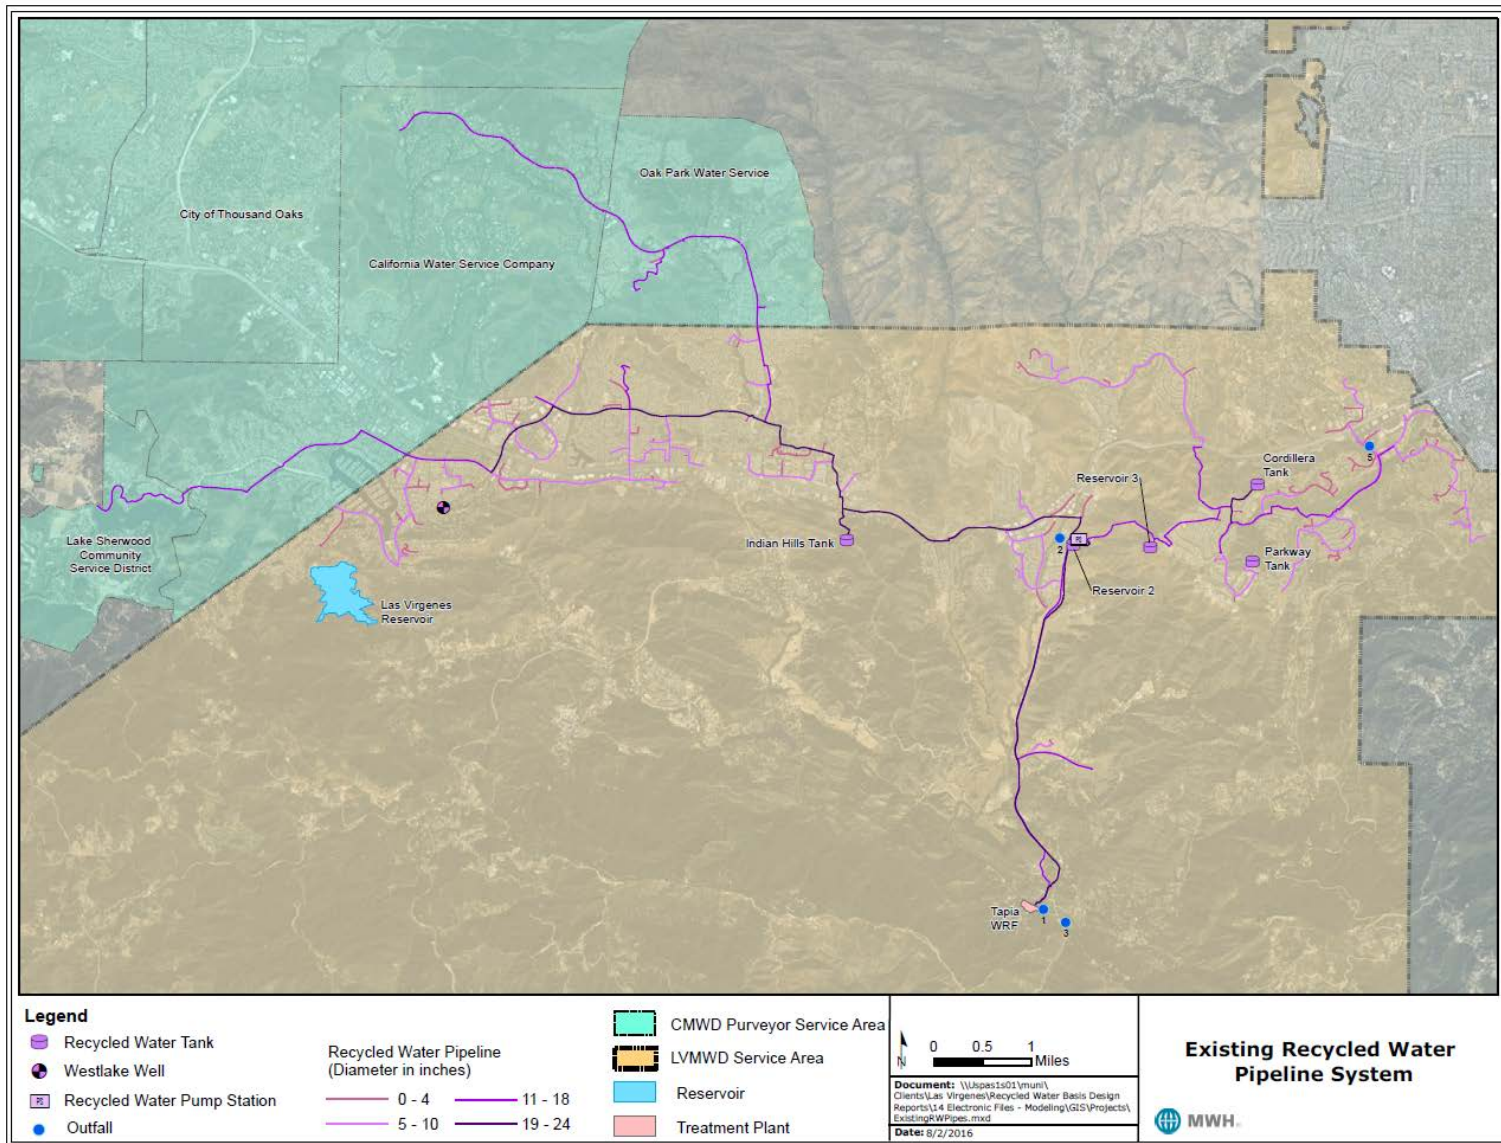 Oak Park Water Service
City of Thousand Oaks
California Water Service Company
Cordillera
Tank
5
Reservoir 3
Lake Sherwood
Community
Service District
Indian Hills Tank
2
PS
Parkway
Tank
Reservoir 2
Las Virgenes
Reservoir
Tapia
WRF
1
3
Legend
Recycled Water Tank
Westlake Well
PS
Recycled Water Pump Station
Outfall
Recycled Water Pipeline
(Diameter in inches)
0 - 4
5 - 10
11 - 18
19 - 24
CMWD Purveyor Service Area
LVMWD Service Area
Reservoir
Treatment Plant
N
0 0.5 1
Miles
Document: \\Uspas1s01\muni\
Clients\Las Virgenes\Recycled Water Basis Design
Reports\14 Electronic Files - Modeling\GIS\Projects\
ExistingRWPipes.mxd
Date: 8/2/2016
Existing Recycled Water
Pipeline System
MWH